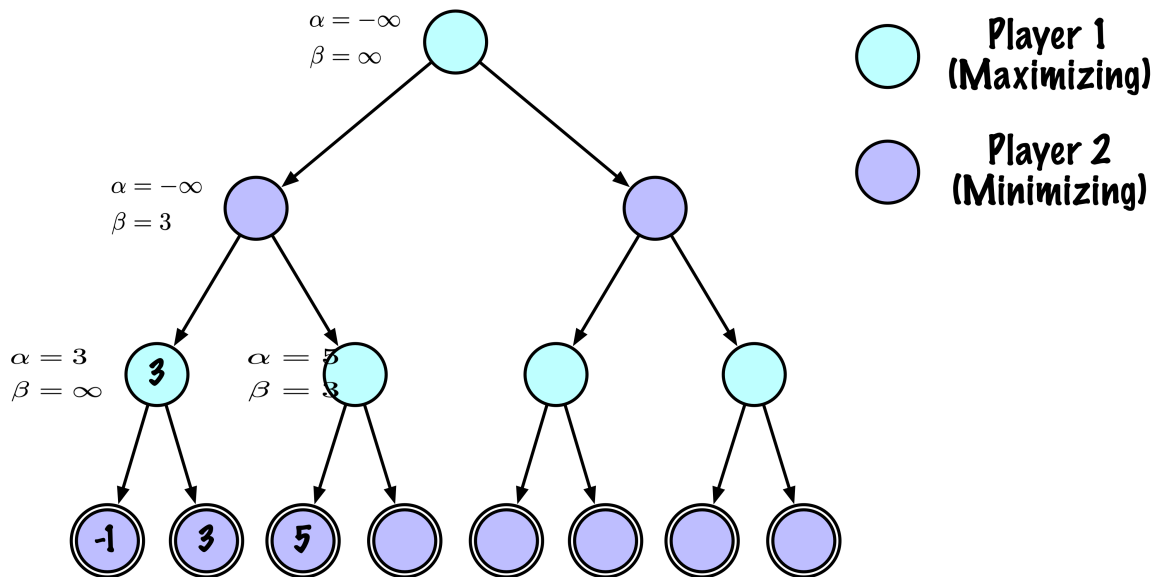 α = −∞
β = ∞
Player 1
(Maximizing)
Player 2
(Minimizing)
α = −∞
β = 3
α = 3
β = ∞
3
α = 5
β = 3
-1
3
5